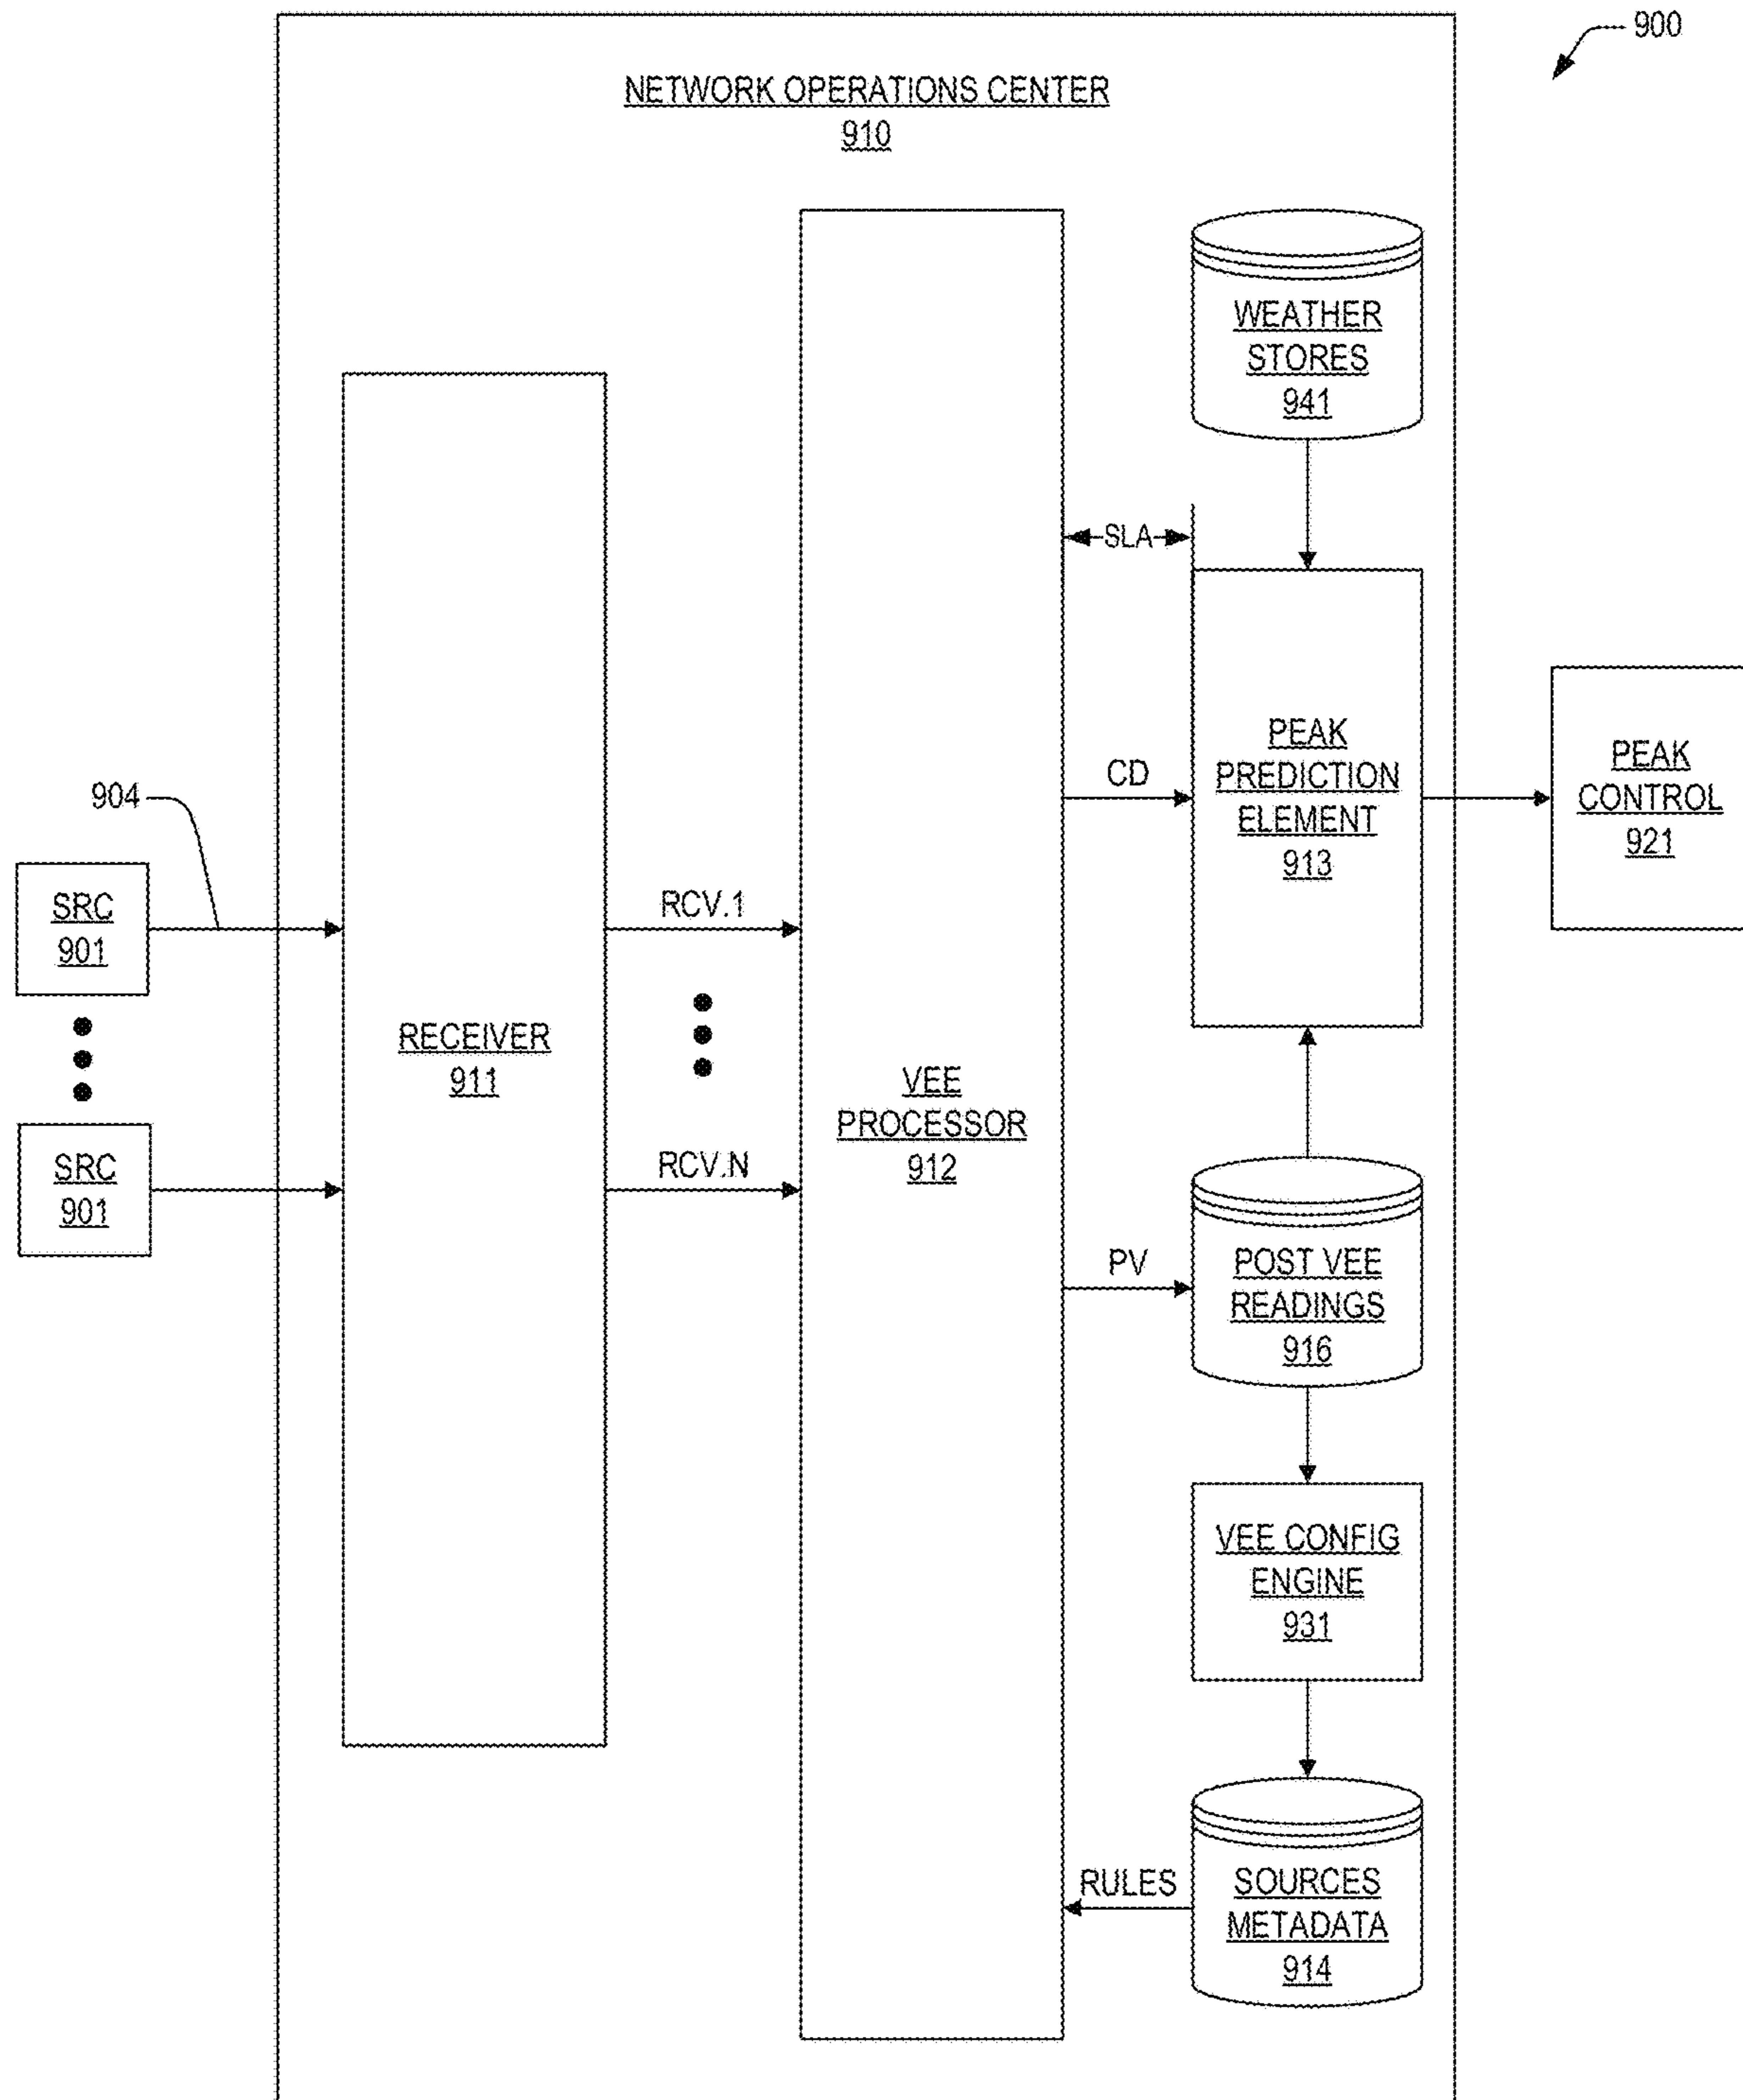 900
NETWORK OPERATIONS CENTER
910
WEATHER
STORES
941
SLA
PEAK
PREDICTION
ELEMENT
913
CD
PEAK
CONTROL
921
904
SRC
901
RCV.1
RECEIVER
911
VEE
PROCESSOR
912
SRC
901
RCV.N
PV
POST VEE
READINGS
916
VEE CONFIG
ENGINE
931
RULES
SOURCES
METADATA
914